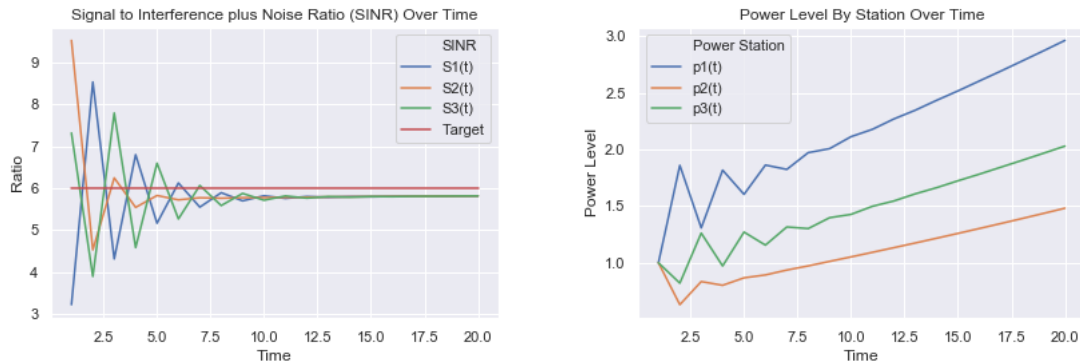 Signal to Interference plus Noise Ratio (SINR) Over Time
SINR
S1(t)
S2(t)
S3(t)
Target
9
8
7
6
5
4
3
Ratio
2.5 5.0 7.5 10.0 12.5 15.0 17.5 20.0
Time
Power Level By Station Over Time
Power Station
p1(t)
p2(t)
p3(t)
3.0
2.5
2.0
1.5
1.0
Power Level
2.5 5.0 7.5 10.0 12.5 15.0 17.5 20.0
Time